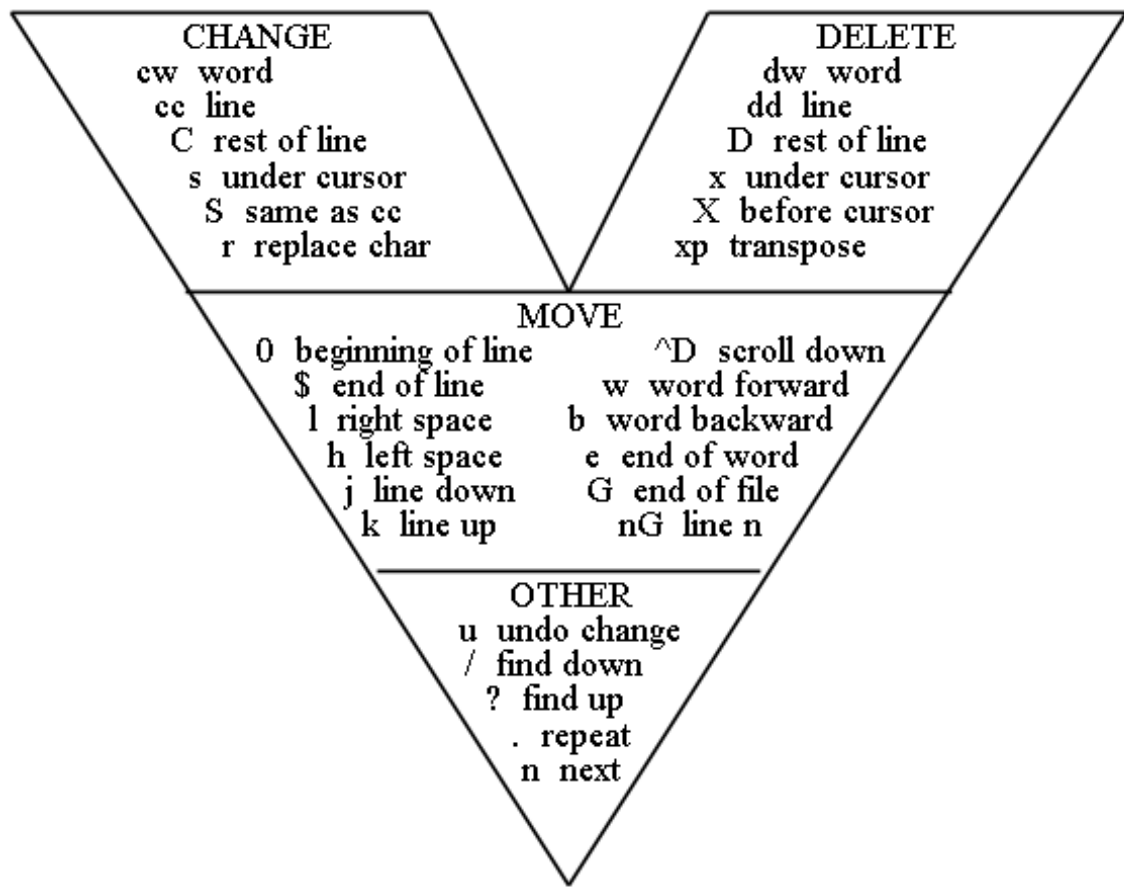 CHANGE
cw word
cc line
C rest of line
s under cursor
S same as cc
r replace char
DELETE
dw word
dd line
D rest of line
x under cursor
X before cursor
xp transpose
MOVE
0 beginning of line
$ end of line
l right space
h left space
j line down
k line up
^D scroll down
w word forward
b word backward
e end of word
G end of file
nG line n
OTHER
u undo change
/ find down
? find up
. repeat
n next